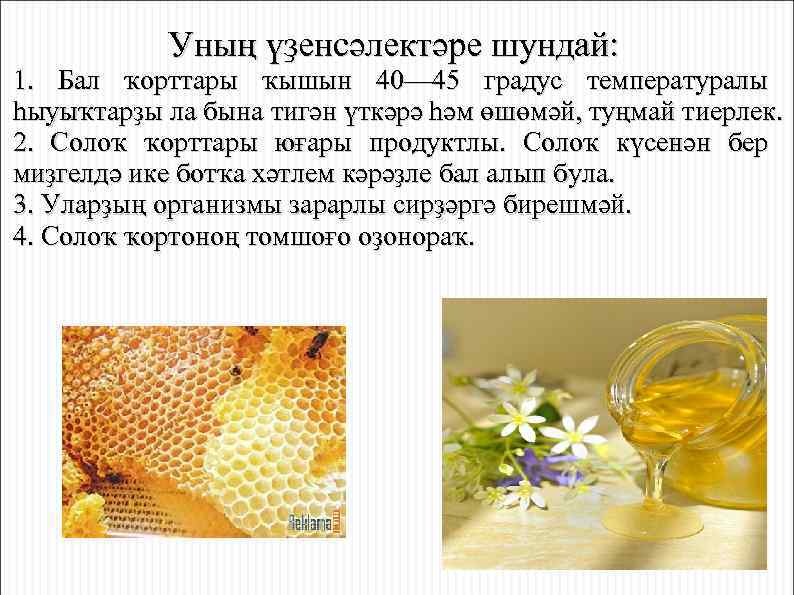 Уның үҙенсәлектәре шундай:
1. Бал ҡорттары ҡышын 40—45 градус температуралы
һыуыҡтарҙы ла бына тигән үткәрә һәм өшөмәй, туңмай тиерлек.
2. Солоҡ ҡорттары юғары продуктлы. Солоҡ күсенән бер
миҙгелдә ике ботҡа хәтлем кәрәҙле бал алып була.
3. Уларҙың организмы зарарлы сирҙәргә бирешмәй.
4. Солоҡ ҡортоноң томшоғо оҙонораҡ.
Reklama